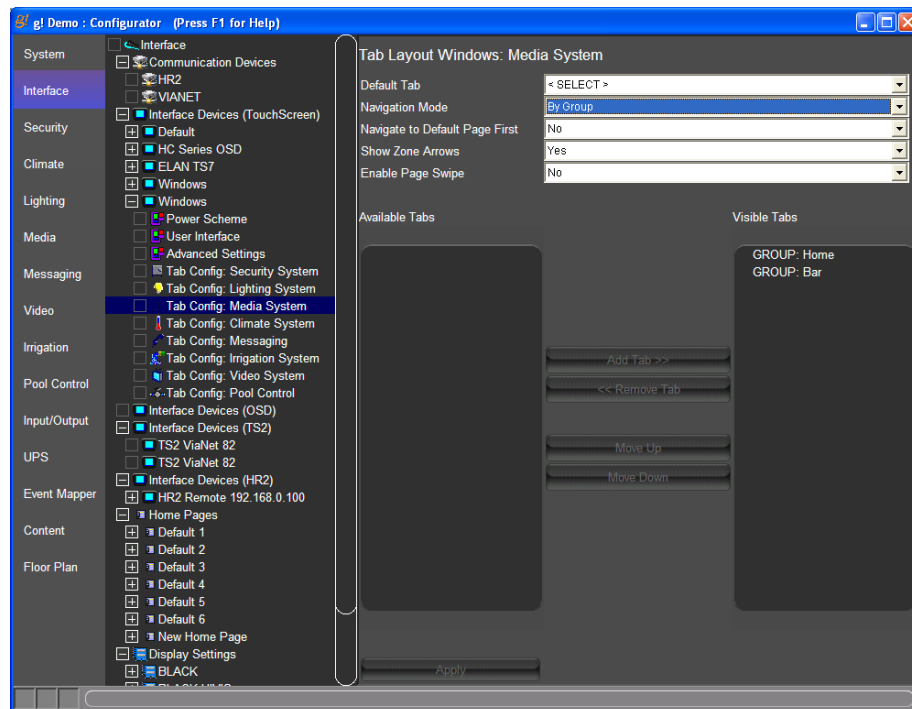 g! g! Demo : Configurator (Press F1 for Help)
System
Interface
Security
Climate
Lighting
Media
Messaging
Video
Irrigation
Pool Control
Input/Output
UPS
Event Mapper
Content
Floor Plan
Interface
Communication Devices
HR2
VIANET
Interface Devices (TouchScreen)
Default
HC Series OSD
ELAN TS7
Windows
Windows
Power Scheme
User Interface
Advanced Settings
Tab Config: Security System
Tab Config: Lighting System
Tab Config: Media System
Tab Config: Climate System
Tab Config: Messaging
Tab Config: Irrigation System
Tab Config: Video System
Tab Config: Pool Control
Interface Devices (OSD)
Interface Devices (TS2)
TS2 ViaNet 82
TS2 ViaNet 82
Interface Devices (HR2)
HR2 Remote 192.168.0.100
Home Pages
Default 1
Default 2
Default 3
Default 4
Default 5
Default 6
New Home Page
Display Settings
BLACK
Tab Layout Windows: Media System
Default Tab < SELECT >
Navigation Mode By Group
Navigate to Default Page First No
Show Zone Arrows Yes
Enable Page Swipe No
Available Tabs
Visible Tabs
GROUP: Home
GROUP: Bar
Add Tab >>
<< Remove Tab
Move Up
Move Down
Apply